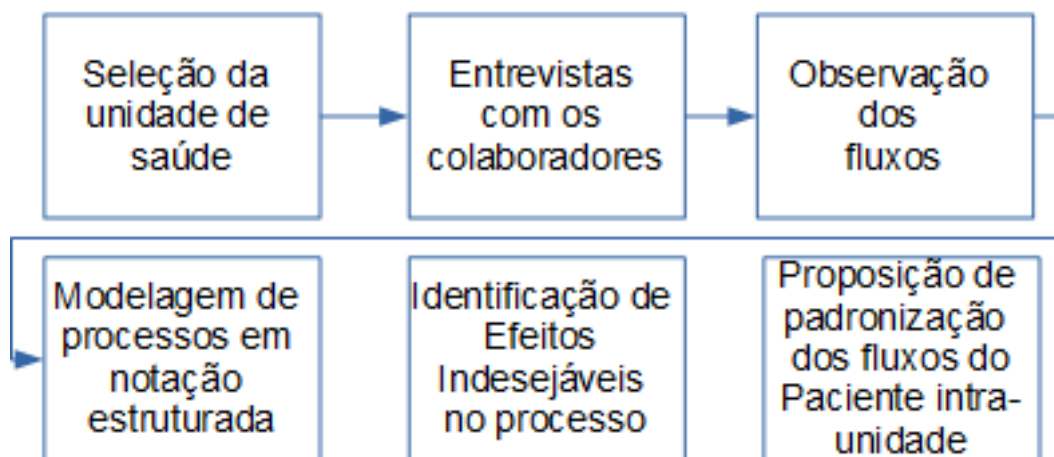 Seleção da
unidade de
saúde
Entrevistas
com os
colaboradores
Observação
dos
fluxos
Modelagem de
processos em
notação
estruturada
Identificação de
Efeitos
Indesejáveis
no processo
Proposição de
padronização
dos fluxos do
Paciente intra-
unidade